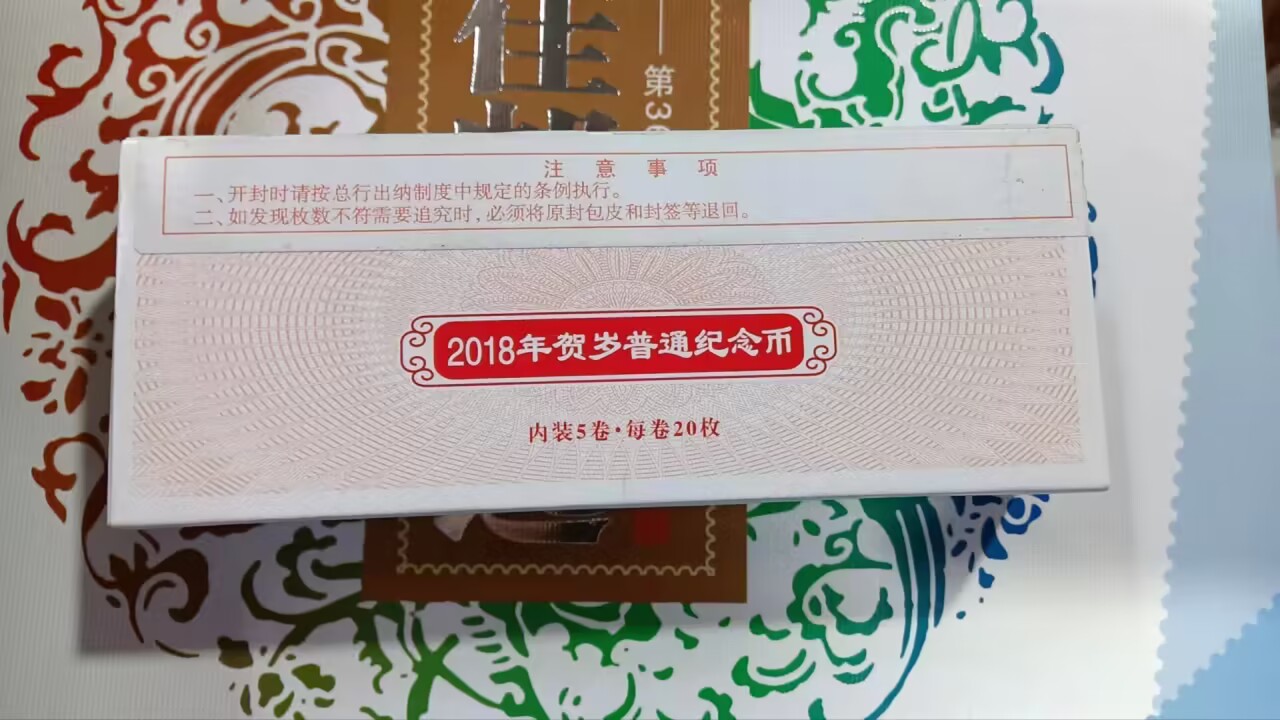 佳
第3
注意事项
一、开封时请按总行出纳制度中规定的条例执行。
二、如发现枚数不符需要追究时,必须将原封包皮和封签等退回。
2018年贺岁普通纪念币
内装5卷·每卷20枚